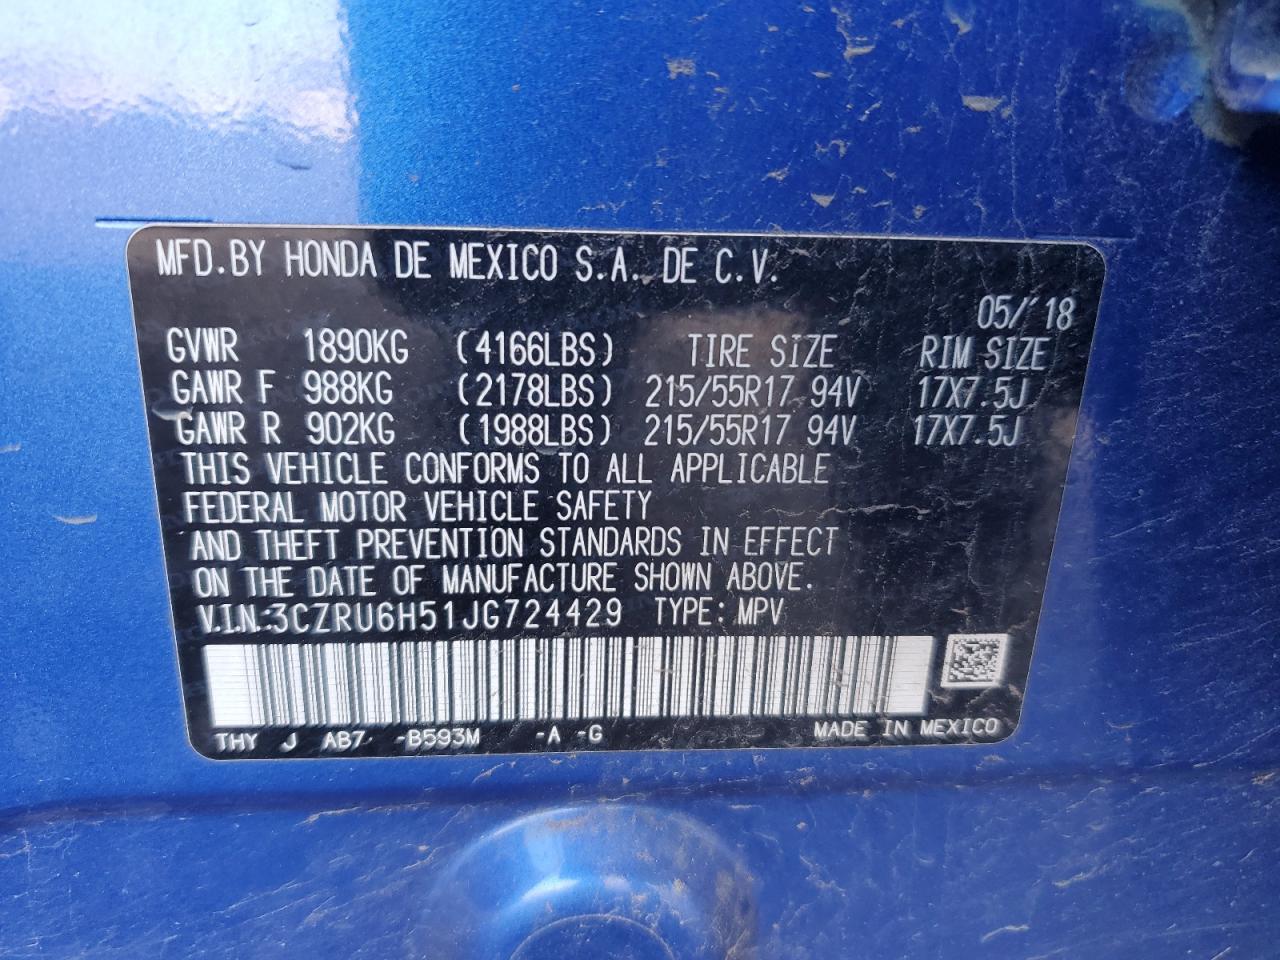 MFD.BY HONDA DE MEXICO S.A. DE C.V.
05/'18
GVWR 1890KG (4166LBS) TIRE SIZE RIM SIZE
GAWR F 988KG (2178LBS) 215/55R17 94V 17X7.5J
GAWR R 902KG (1988LBS) 215/55R17 94V 17X7.5J
THIS VEHICLE CONFORMS TO ALL APPLICABLE
FEDERAL MOTOR VEHICLE SAFETY
AND THEFT PREVENTION STANDARDS IN EFFECT
ON THE DATE OF MANUFACTURE SHOWN ABOVE.
V.I.N.:3CZRU6H51JG724429 TYPE: MPV
THY J AB7 -B593M -A -G MADE IN MEXICO